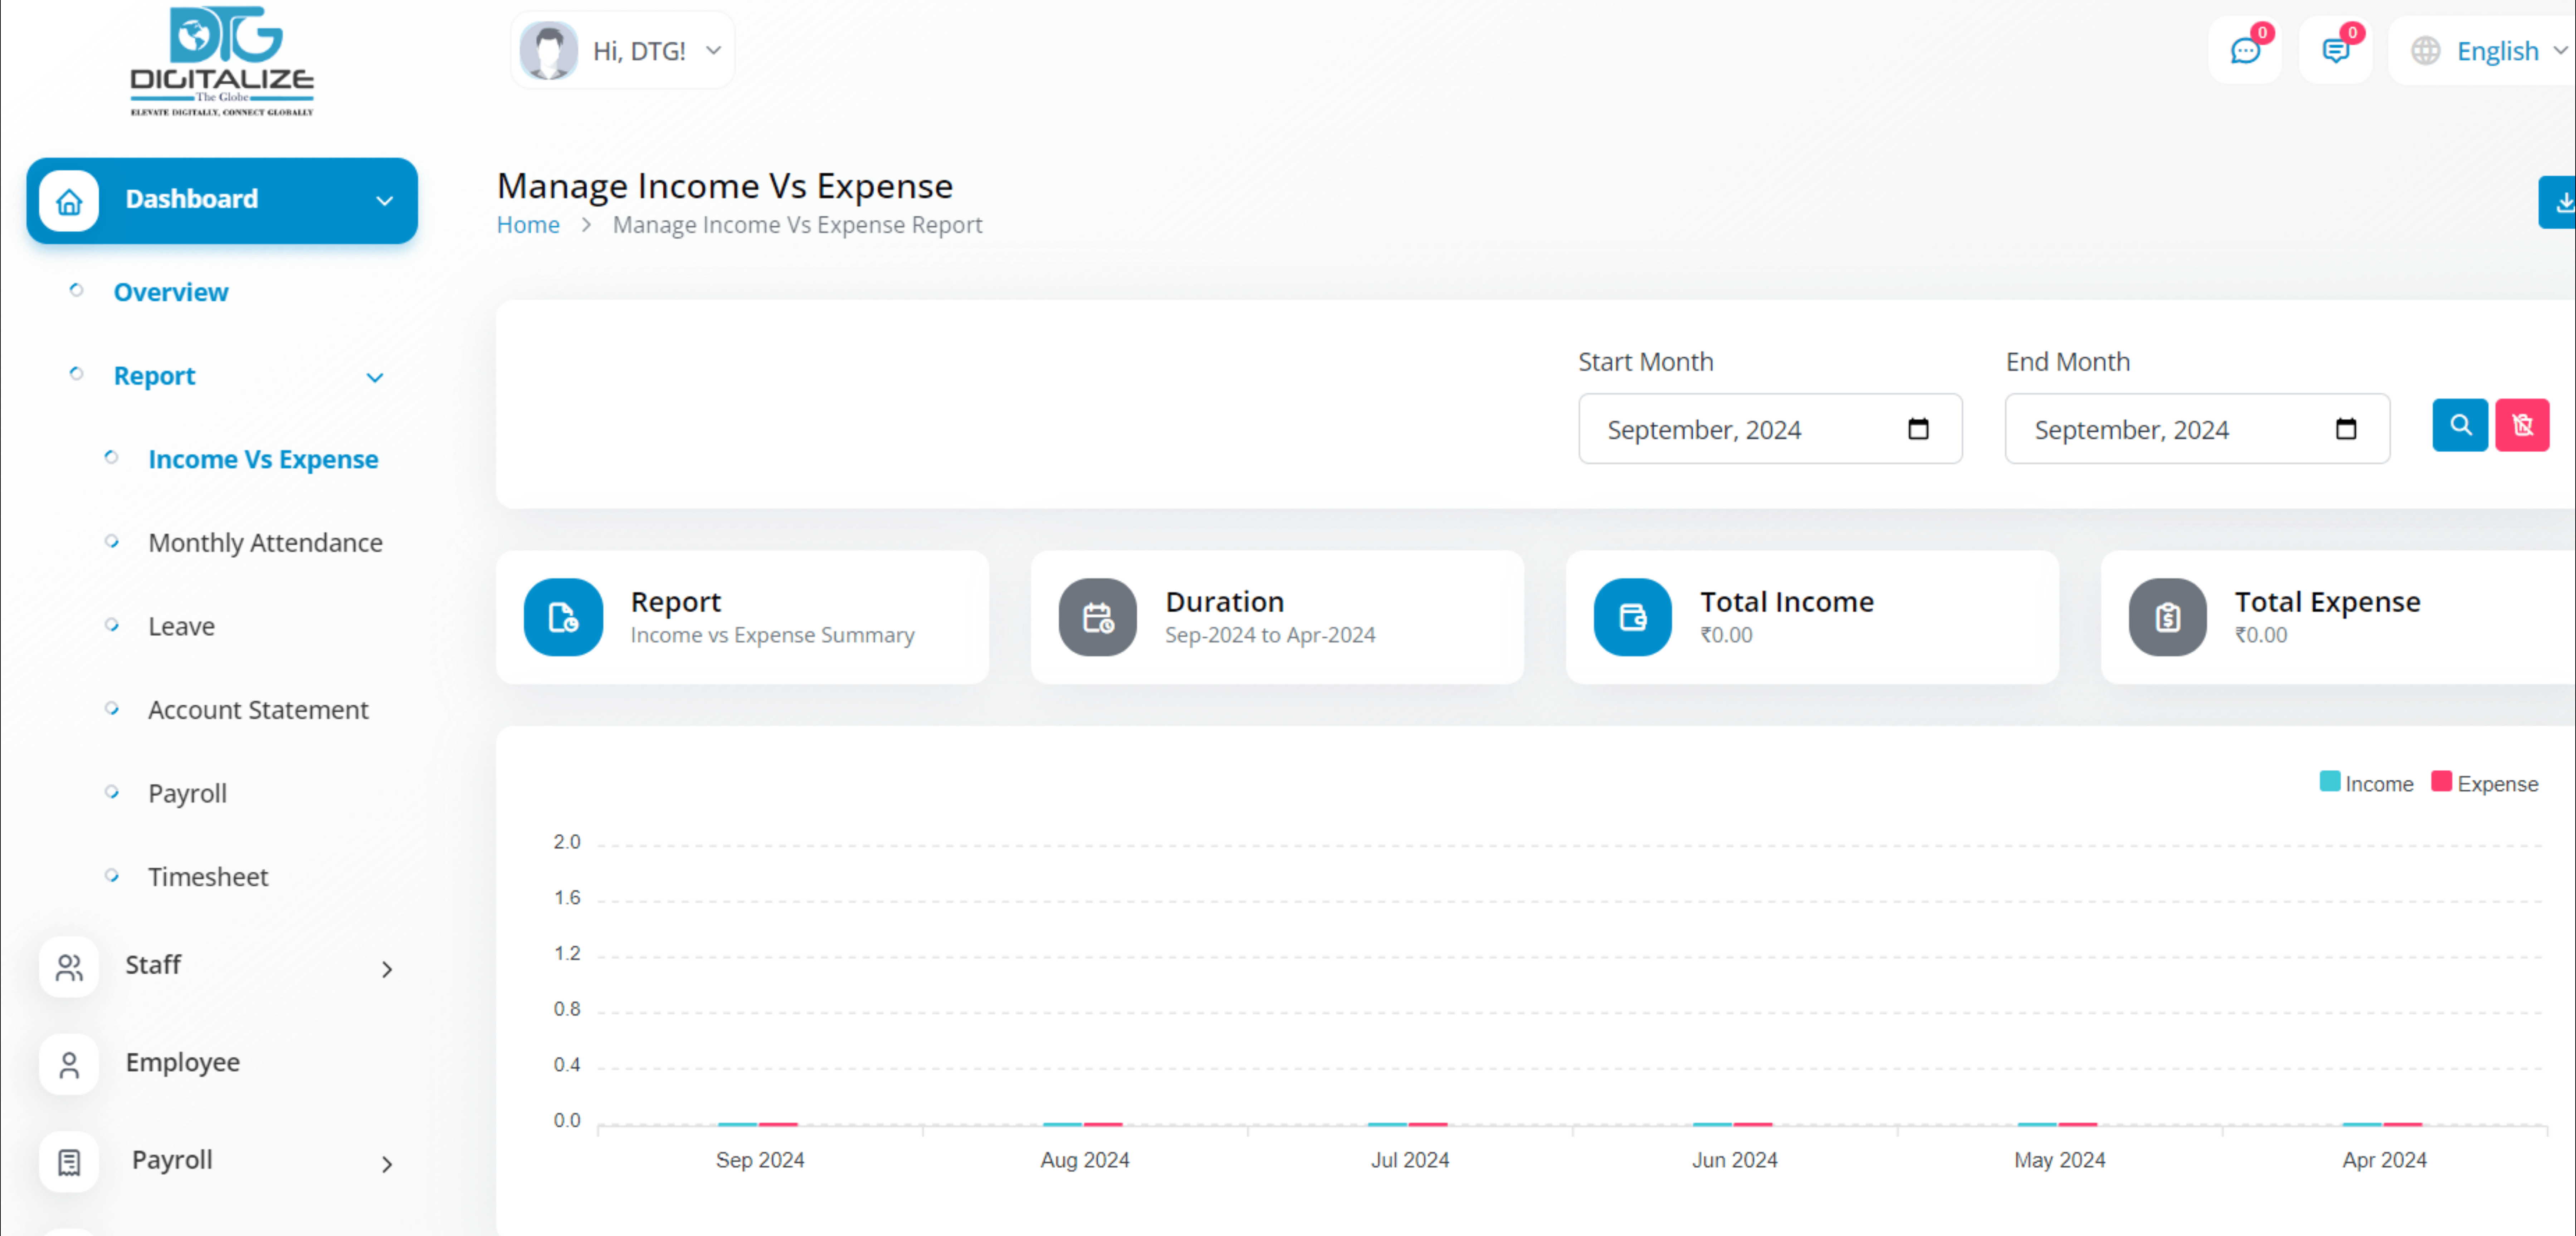 DTG
DIGITALIZE
The Globe
ELEVATE DIGITALLY, CONNECT GLOBALLY
Hi, DTG!
0
0
English
Dashboard
Overview
Report
Income Vs Expense
Monthly Attendance
Leave
Account Statement
Payroll
Timesheet
Staff
Employee
Payroll
Manage Income Vs Expense
Home > Manage Income Vs Expense Report
Start Month
End Month
September, 2024
September, 2024
Report
Income vs Expense Summary
Duration
Sep-2024 to Apr-2024
Total Income
₹0.00
Total Expense
₹0.00
Income Expense
2.0
1.6
1.2
0.8
0.4
0.0
Sep 2024 Aug 2024 Jul 2024 Jun 2024 May 2024 Apr 2024